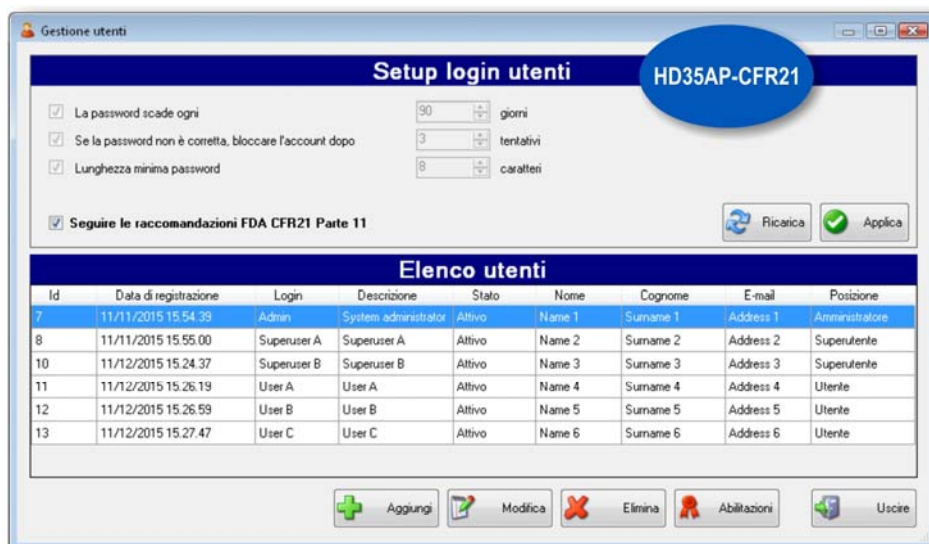 Gestione utenti
Setup login utenti
HD35AP-CFR21
La password scade ogni 90 giorni
Se la password non è corretta, bloccare l'account dopo 3 tentativi
Lunghezza minima password 8 caratteri
Seguire le raccomandazioni FDA CFR21 Parte 11 Ricarica Applica
Elenco utenti
Id Data di registrazione Login Descrizione Stato Nome Cognome E-mail Posizione
7 11/11/2015 15.54.39 Admin System administrator Attivo Name 1 Surname 1 Address 1 Amministratore
8 11/11/2015 15.55.00 Superuser A Superuser A Attivo Name 2 Surname 2 Address 2 Superutente
10 11/12/2015 15.24.37 Superuser B Superuser B Attivo Name 3 Surname 3 Address 3 Superutente
11 11/12/2015 15.26.19 User A User A Attivo Name 4 Surname 4 Address 4 Utente
12 11/12/2015 15.26.59 User B User B Attivo Name 5 Surname 5 Address 5 Utente
13 11/12/2015 15.27.47 User C User C Attivo Name 6 Surname 6 Address 6 Utente
Aggiungi Modifica Elimina Abilitazioni Uscire